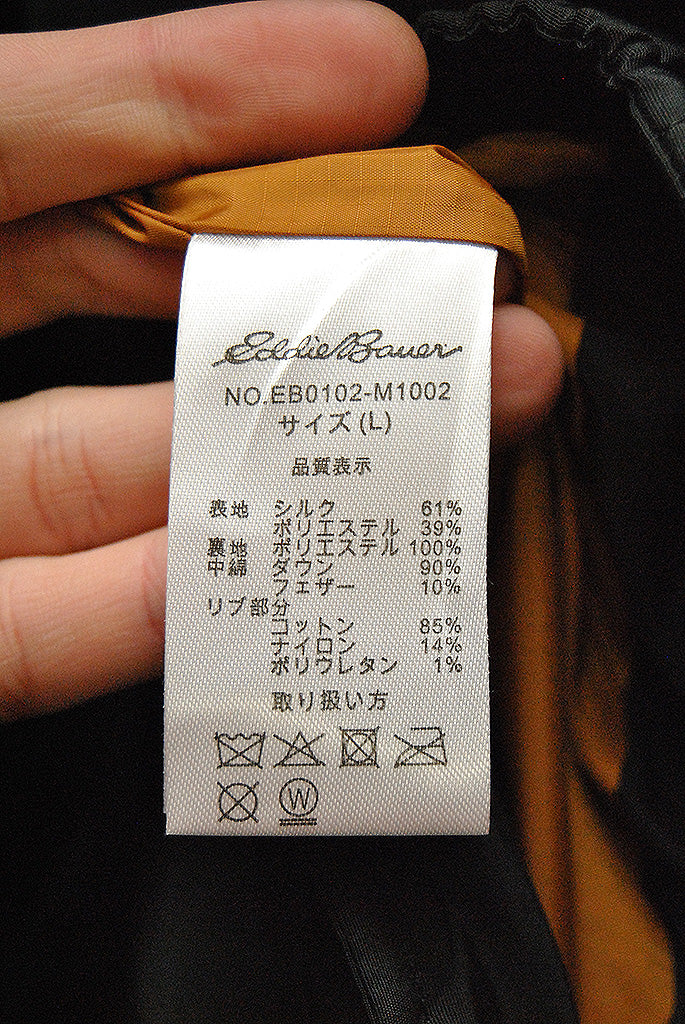 Eddie Bauer
NO.EB0102-M1002
サイズ(L)
品質表示
表地 シルク 61%
ポリエステル 39%
裏地 ポリエステル 100%
中綿 ダウン 90%
フェザー 10%
リブ部分
コットン 85%
ナイロン 14%
ポリウレタン 1%
取り扱い方
W